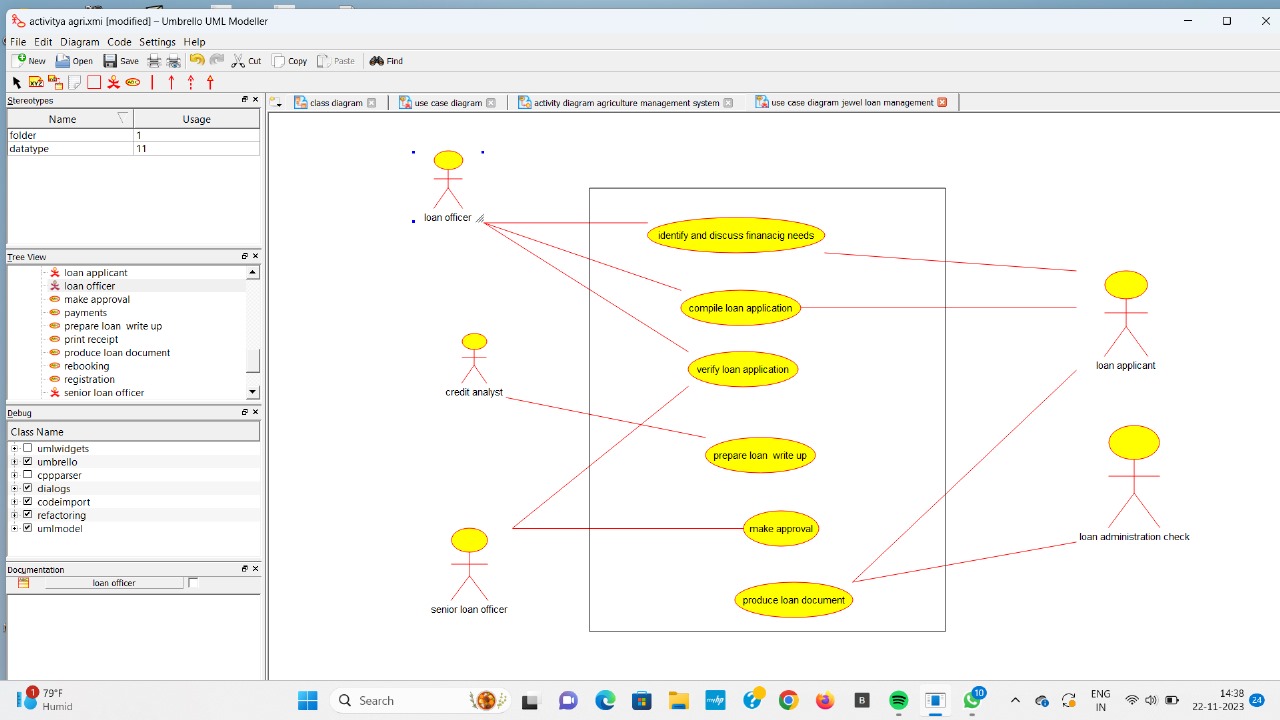 activitya agri.xmi [modified] – Umbrello UML Modeller
File Edit Diagram Code Settings Help
New Open Save Cut Copy Paste Find
Stereotypes
Name Usage
folder 1
datatype 11
Tree View
loan applicant
loan officer
make approval
payments
prepare loan write up
print receipt
produce loan document
rebooking
registration
senior loan officer
Debug
Class Name
umlwidgets
umbrello
cppparser
dialogs
codeimport
refactoring
umlmodel
Documentation
loan officer
class diagram use case diagram activity diagram agriculture management system use case diagram jewel loan management
loan officer
identify and discuss finanacig needs
compile loan application
loan applicant
verify loan application
credit analyst
prepare loan write up
make approval
loan administration check
produce loan document
senior loan officer
1
79°F
Humid
Search
myhp
B
10
ENG
IN
14:38
22-11-2023
24